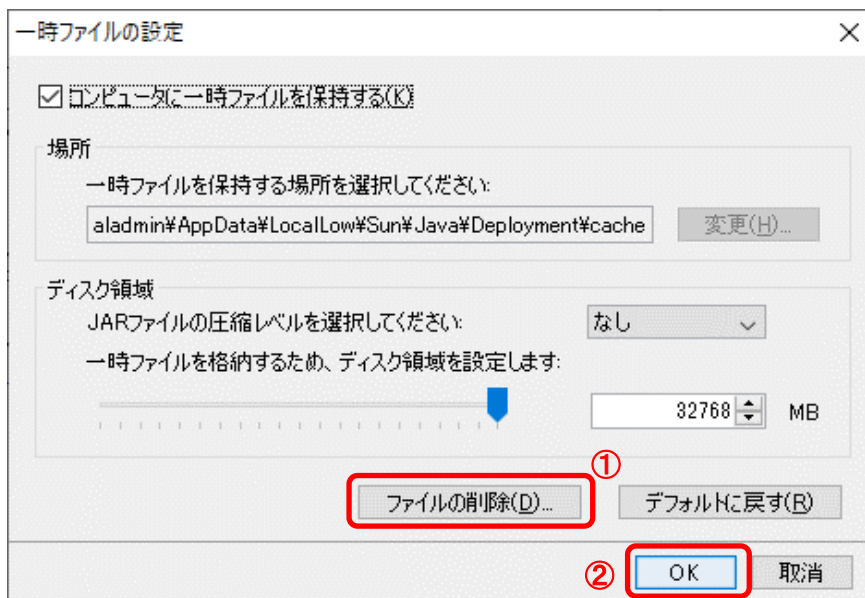 一時ファイルの設定
コンピュータに一時ファイルを保持する(K)
場所
一時ファイルを保持する場所を選択してください:
aladmin¥AppData¥LocalLow¥Sun¥Java¥Deployment¥cache 変更(H)...
ディスク領域
JARファイルの圧縮レベルを選択してください: なし
一時ファイルを格納するため、ディスク領域を設定します:
32768 MB
①
ファイルの削除(D)... デフォルトに戻す(R)
② OK 取消